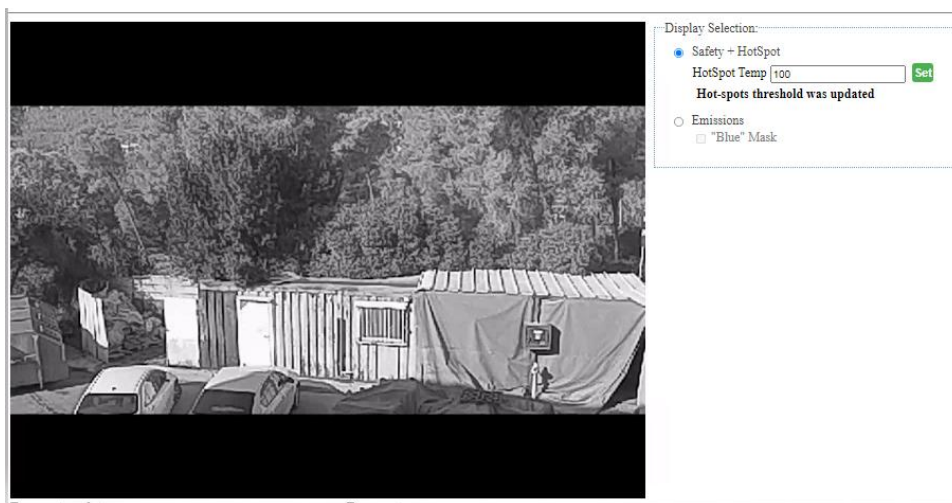 Display Selection:
Safety + HotSpot
HotSpot Temp 100 Set
Hot-spots threshold was updated
Emissions
"Blue" Mask